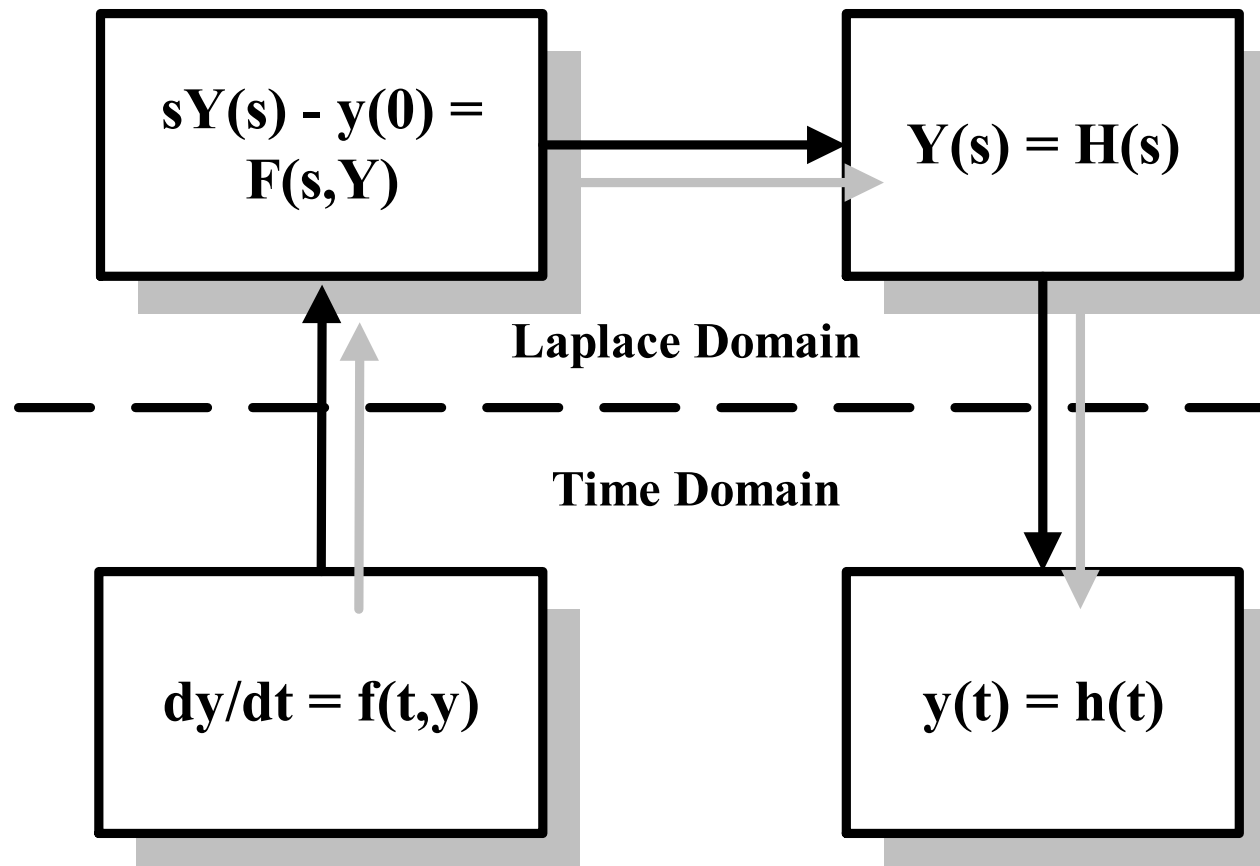 sY(s) - y(0) =
F(s,Y)
Y(s) = H(s)
Laplace Domain
Time Domain
dy/dt = f(t,y)
y(t) = h(t)